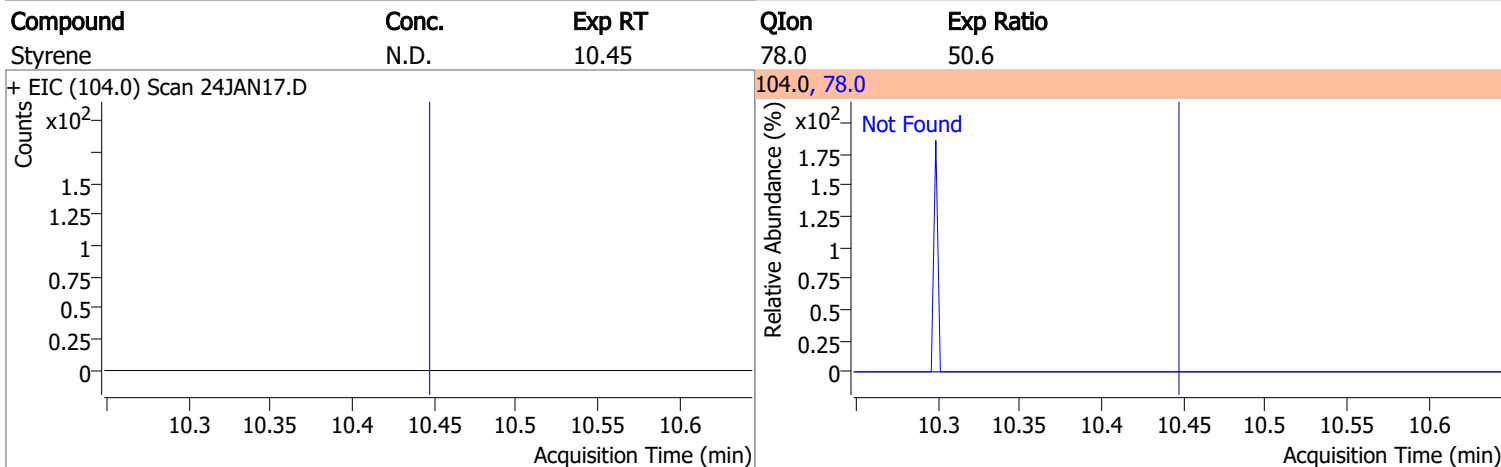 Compound Conc. Exp RT QIon Exp Ratio
Styrene N.D. 10.45 78.0 50.6
+ EIC (104.0) Scan 24JAN17.D
Counts
x10²
1.5
1.25
1
0.75
0.5
0.25
0
10.3 10.35 10.4 10.45 10.5 10.55 10.6
Acquisition Time (min)
104.0, 78.0
Relative Abundance (%)
x10²
Not Found
1.75
1.5
1.25
1
0.75
0.5
0.25
0
10.3 10.35 10.4 10.45 10.5 10.55 10.6
Acquisition Time (min)